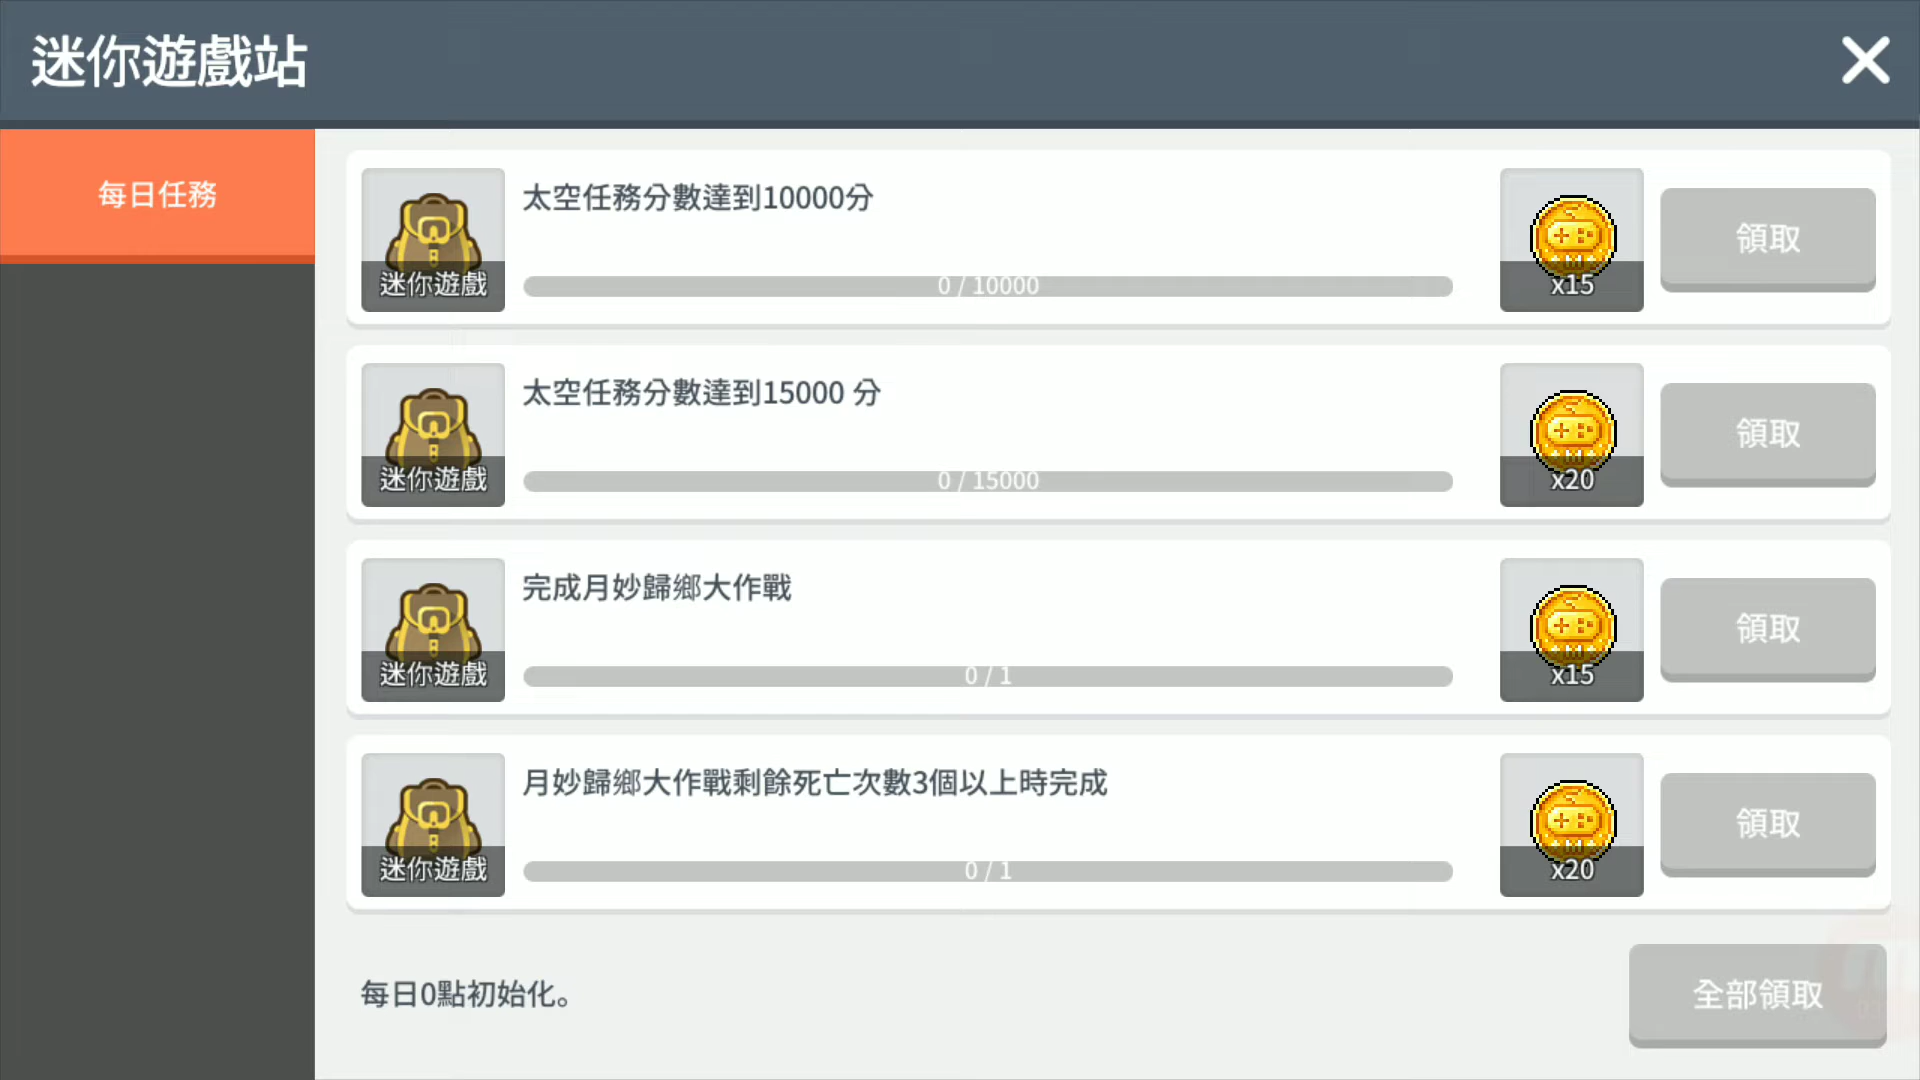 迷你遊戲站
每日任務
太空任務分數達到10000分
迷你遊戲
0 / 10000
x15
領取
太空任務分數達到15000 分
迷你遊戲
0 / 15000
x20
領取
完成月妙歸鄉大作戰
迷你遊戲
0 / 1
x15
領取
月妙歸鄉大作戰剩餘死亡次數3個以上時完成
迷你遊戲
0 / 1
x20
領取
每日0點初始化。
全部領取